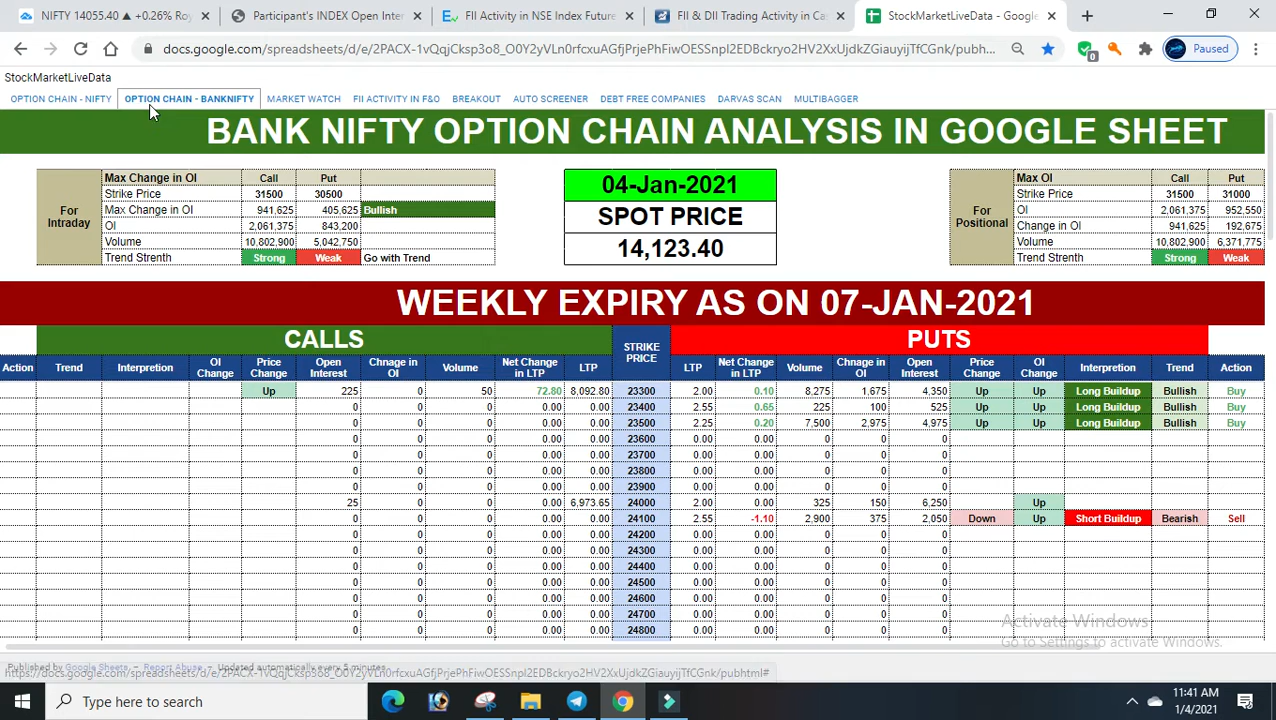 NIFTY 14055.40 ▲ +0.26%
Participant's INDEX Open Inter
FII Activity in NSE Index Future
FII & DII Trading Activity in Ca
StockMarketLiveData - Google
docs.google.com/spreadsheets/d/e/2PACX-1vQqjCksp3o8_O0Y2LvOvLn0rfcxuAGfjPrjePhFiwOESSnpl2EDBckryo2HV2XxUjdkZGiauyijTfCGnk/pubh...
Paused
StockMarketLiveData
OPTION CHAIN - NIFTY OPTION CHAIN - BANKNIFTY MARKET WATCH FII ACTIVITY IN F&O BREAKOUT AUTO SCREENER DEBT FREE COMPANIES DARVAS SCAN MULTIBAGGER
BANK NIFTY OPTION CHAIN ANALYSIS IN GOOGLE SHEET
For Intraday
Max Change in OI Call Put
Strike Price 31500 30500
Max Change in OI 941,625 405,625 Bullish
OI 2,061,375 843,200
Volume 10,802,900 5,042,750
Trend Strenth Strong Weak Go with Trend
04-Jan-2021
SPOT PRICE
14,123.40
For Positional
Max OI Call Put
Strike Price 31500 31000
OI 2,061,375 952,550
Change in OI 941,625 192,675
Volume 10,802,900 6,371,775
Trend Strenth Strong Weak
WEEKLY EXPIRY AS ON 07-JAN-2021
CALLS STRIKE PRICE PUTS
Action Trend Interpretion OI Change Price Change Open Interest Chnage in OI Volume Net Change in LTP LTP LTP Net Change in LTP Volume Chnage in OI Open Interest Price Change OI Change Interpretion Trend Action
Up 225 0 50 72.80 8,092.80 23300 2.00 0.10 8,275 1,675 4,350 Up Up Long Buildup Bullish Buy
0 0 0 0.00 0.00 23400 2.55 0.65 225 100 525 Up Up Long Buildup Bullish Buy
0 0 0 0.00 0.00 23500 2.25 0.20 7,500 2,975 4,975 Up Up Long Buildup Bullish Buy
0 0 0 0.00 0.00 23600 0.00 0.00 0 0 0
0 0 0 0.00 0.00 23700 0.00 0.00 0 0 0
0 0 0 0.00 0.00 23800 0.00 0.00 0 0 0
0 0 0 0.00 0.00 23900 0.00 0.00 0 0 0
25 0 0 0.00 6,973.65 24000 2.00 0.00 325 150 6,250 Up
0 0 0 0.00 0.00 24100 2.55 -1.10 2,900 375 2,050 Down Up Short Buildup Bearish Sell
0 0 0 0.00 0.00 24200 0.00 0.00 0 0 0
0 0 0 0.00 0.00 24300 0.00 0.00 0 0 0
0 0 0 0.00 0.00 24400 0.00 0.00 0 0 0
0 0 0 0.00 0.00 24500 0.00 0.00 0 0 0
0 0 0 0.00 0.00 24600 0.00 0.00 0 0 0
0 0 0 0.00 0.00 24700 0.00 0.00 0 0 0
0 0 0 0.00 0.00 24800 0.00 0.00 0 0 0
Activate Windows
Go to Settings to activate Windows.
Published by Google Sheets - Report Abuse - Updated automatically every 5 minutes
Type here to search
11:41 AM
1/4/2021